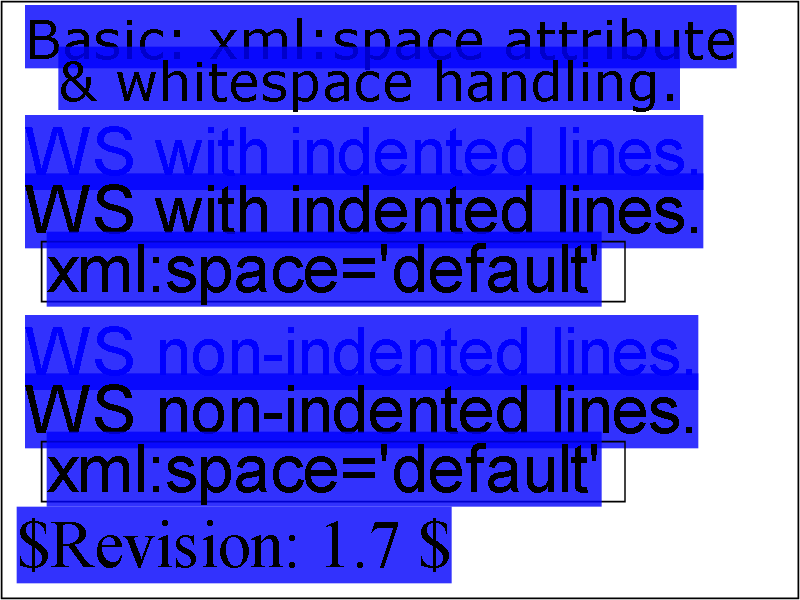 Basic: xml:space attribute
& whitespace handling.
WS with indented lines.
WS with indented lines.
xml:space='default'
WS non-indented lines.
WS non-indented lines.
xml:space='default'
$Revision: 1.7 $